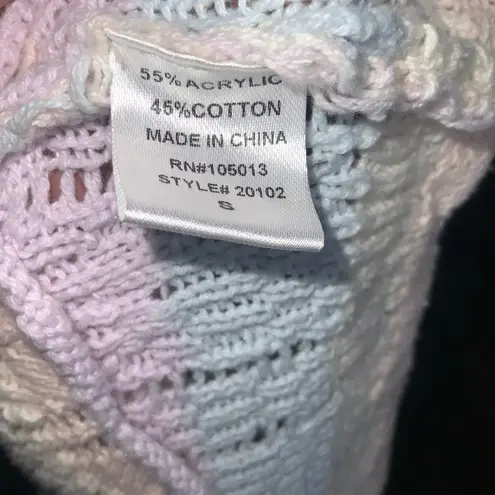 55% ACRYLIC
45%COTTON
MADE IN CHINA
RN#105013
STYLE# 20102
S